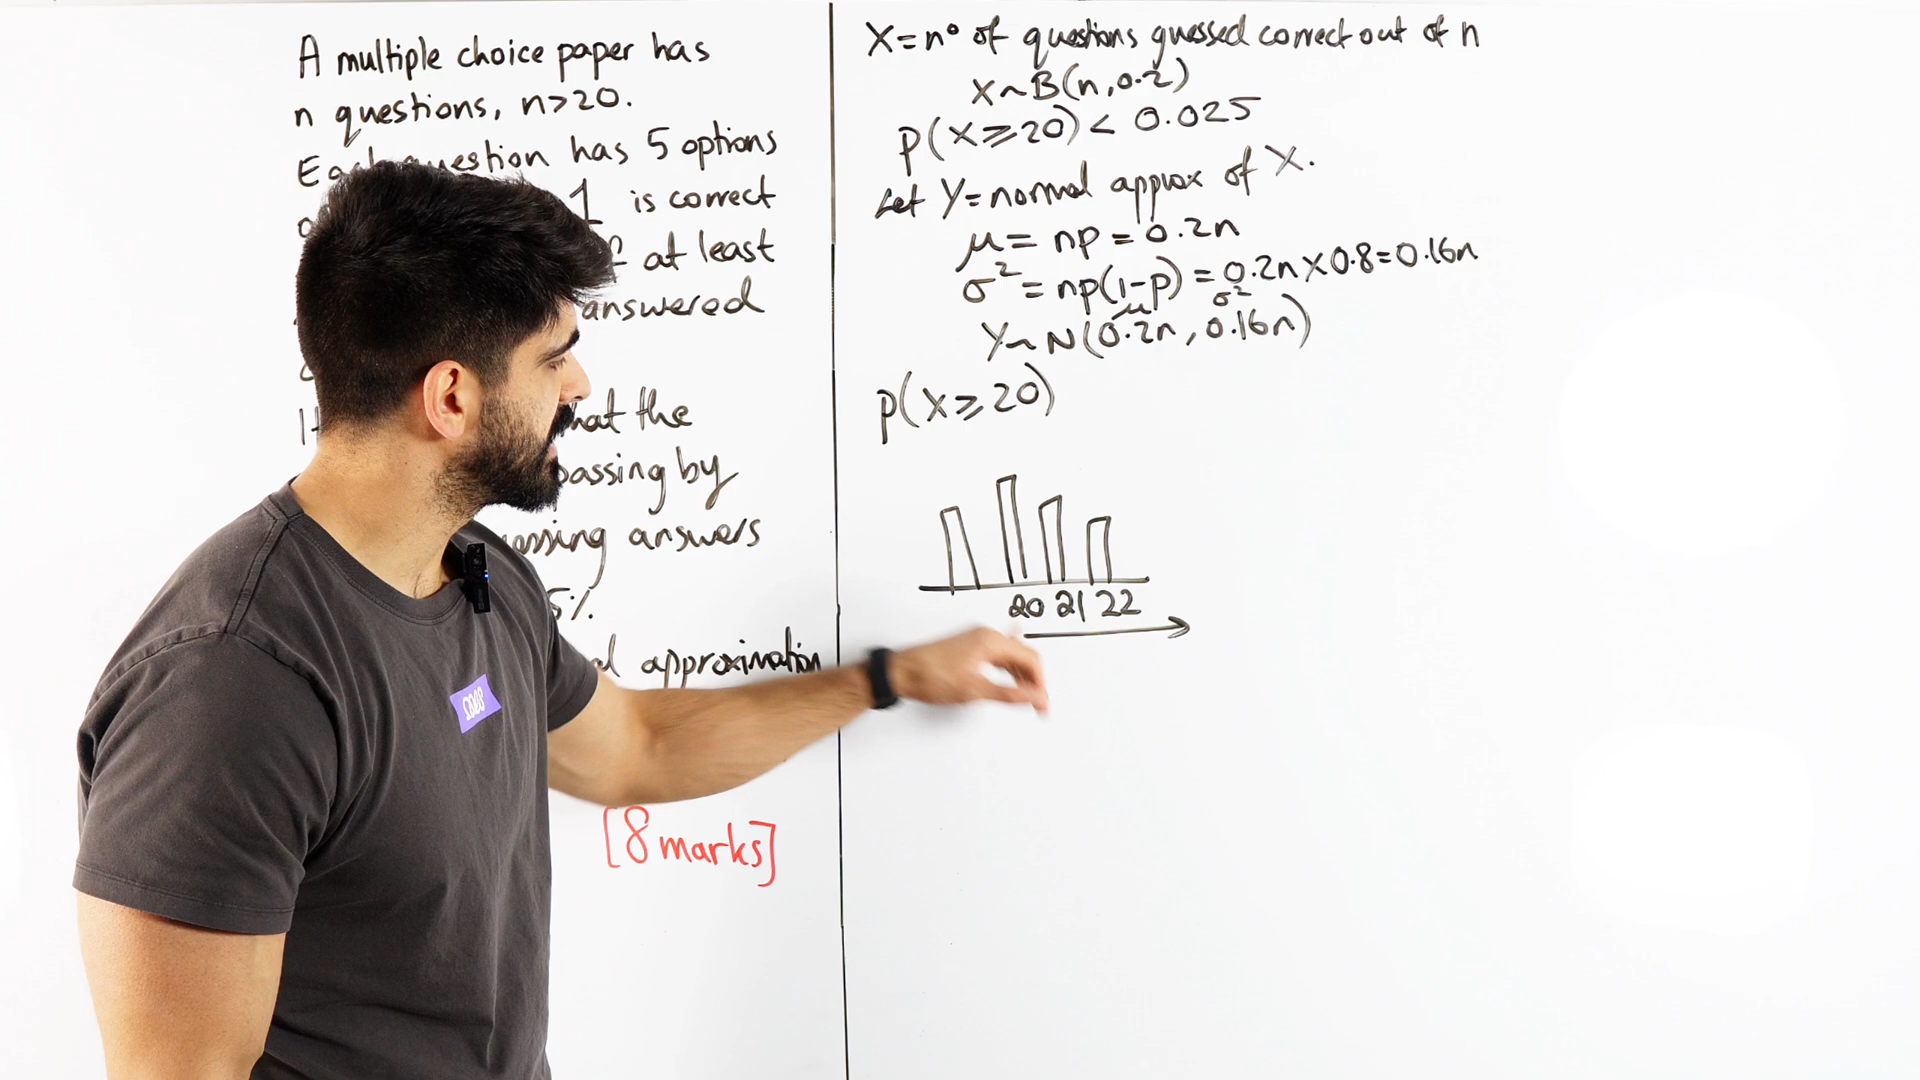 A multiple choice paper has
n questions, n>20.
question has 5 options
1 is correct
at least
answered
that the
passing by
guessing answers
5%.
approximation
[8 marks]
X = nº of questions guessed correct out of n
X~B(n, 0.2)
P(X⩾20) < 0.025
Let Y = normal approx of X.
μ = np = 0.2n
σ² = np(1-p) = 0.2n × 0.8 = 0.16n
μ σ²
Y~N(0.2n, 0.16n)
P(X⩾20)
20 21 22